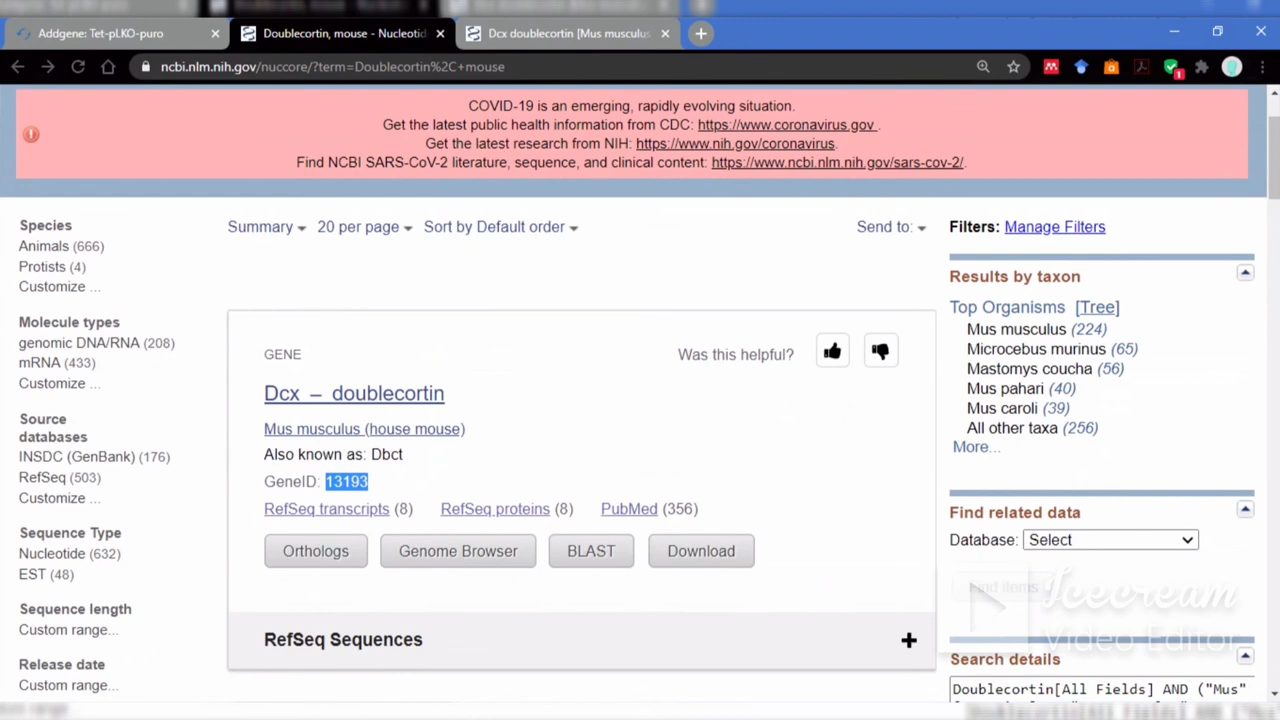 Addgene: Tet-pLKO-puro
Doublecortin, mouse - Nucleotid
Dcx doublecortin [Mus musculus
ncbi.nlm.nih.gov/nuccore/?term=Doublecortin%2C+mouse
1
COVID-19 is an emerging, rapidly evolving situation.
Get the latest public health information from CDC: https://www.coronavirus.gov .
Get the latest research from NIH: https://www.nih.gov/coronavirus.
Find NCBI SARS-CoV-2 literature, sequence, and clinical content: https://www.ncbi.nlm.nih.gov/sars-cov-2/.
Species
Animals (666)
Protists (4)
Customize ...
Molecule types
genomic DNA/RNA (208)
mRNA (433)
Customize ...
Source
databases
INSDC (GenBank) (176)
RefSeq (503)
Customize ...
Sequence Type
Nucleotide (632)
EST (48)
Sequence length
Custom range...
Release date
Custom range...
Summary
20 per page
Sort by Default order
Send to:
GENE
Was this helpful?
Dcx – doublecortin
Mus musculus (house mouse)
Also known as: Dbct
GeneID: 13193
RefSeq transcripts (8)
RefSeq proteins (8)
PubMed (356)
Orthologs
Genome Browser
BLAST
Download
RefSeq Sequences
Filters: Manage Filters
Results by taxon
Top Organisms [Tree]
Mus musculus (224)
Microcebus murinus (65)
Mastomys coucha (56)
Mus pahari (40)
Mus caroli (39)
All other taxa (256)
More...
Find related data
Database: Select
Find items
Icecream
Video Editor
Search details
Doublecortin[All Fields] AND ("Mus"